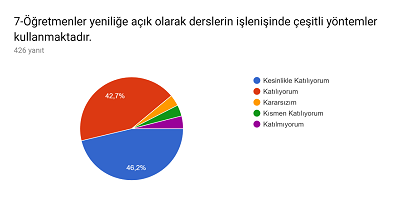 7-Öğretmenler yeniliğe açık olarak derslerin işlenişinde çeşitli yöntemler
kullanmaktadır.
426 yanıt
Kesinlikle Katılıyorum
Katılıyorum
Kararsızım
Kısmen Katılıyorum
Katılmıyorum
42,7%
46,2%